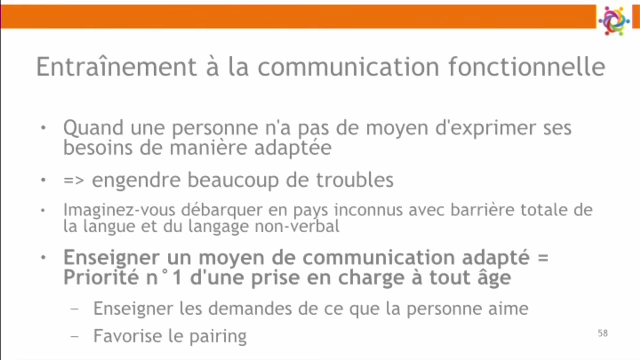 Entraînement à la communication fonctionnelle
• Quand une personne n'a pas de moyen d'exprimer ses
besoins de manière adaptée
• => engendre beaucoup de troubles
• Imaginez-vous débarquer en pays inconnus avec barrière totale de
la langue et du langage non-verbal
• Enseigner un moyen de communication adapté =
Priorité n°1 d'une prise en charge à tout âge
– Enseigner les demandes de ce que la personne aime
– Favorise le pairing
58